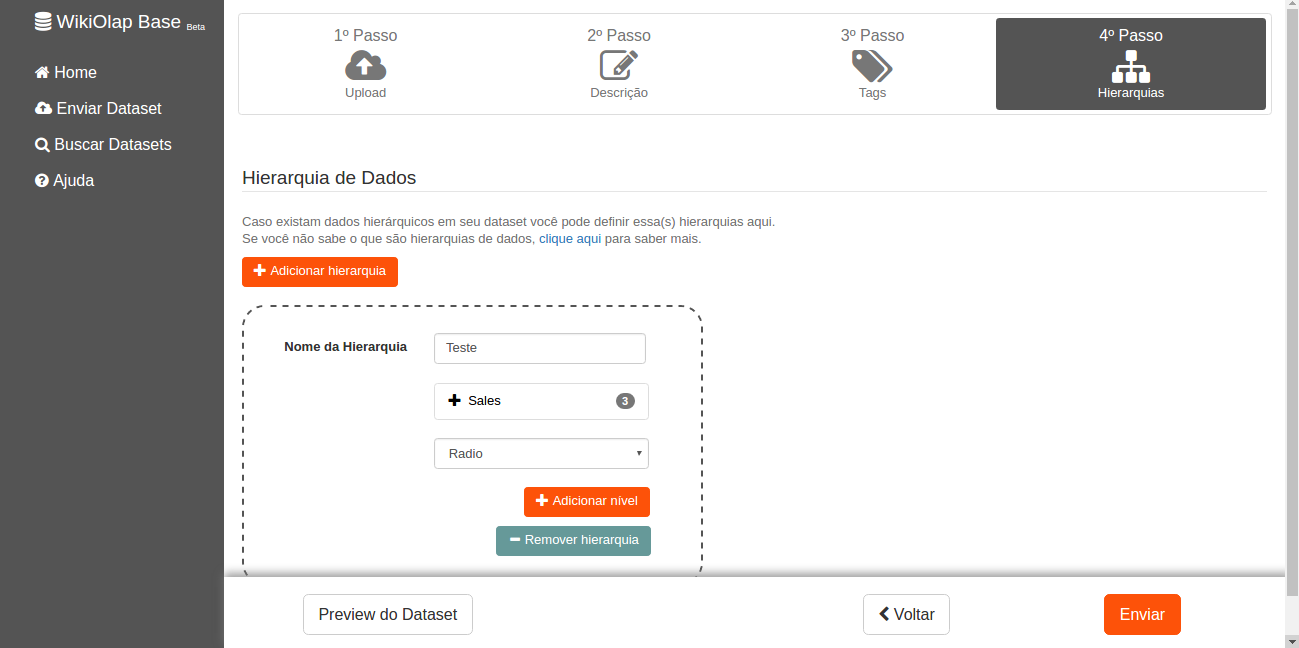 WikiOlap Base Beta
Home
Enviar Dataset
Buscar Datasets
Ajuda
1º Passo
Upload
2º Passo
Descrição
3º Passo
Tags
4º Passo
Hierarquias
Hierarquia de Dados
Caso existam dados hierárquicos em seu dataset você pode definir essa(s) hierarquias aqui.
Se você não sabe o que são hierarquias de dados, clique aqui para saber mais.
Adicionar hierarquia
Nome da Hierarquia
Teste
Sales 3
Radio
Adicionar nível
Remover hierarquia
Preview do Dataset
Voltar
Enviar